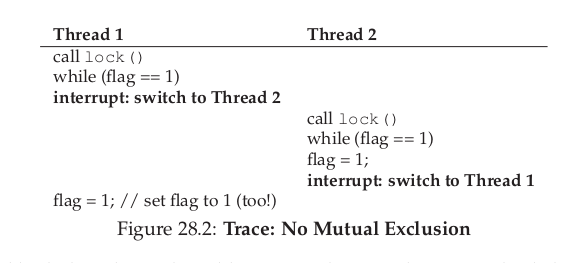 Thread 1 Thread 2
call lock()
while (flag == 1)
interrupt: switch to Thread 2
call lock()
while (flag == 1)
flag = 1;
interrupt: switch to Thread 1
flag = 1; // set flag to 1 (too!)
Figure 28.2: Trace: No Mutual Exclusion